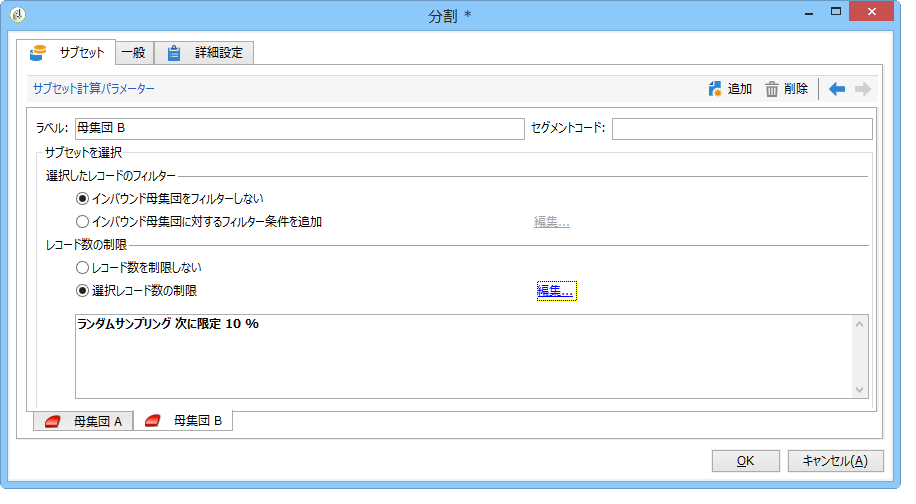 分割 *
サブセット 一般 詳細設定
サブセット計算パラメーター 追加 削除
ラベル: 母集団 B セグメントコード:
サブセットを選択
選択したレコードのフィルター
インバウンド母集団をフィルターしない
インバウンド母集団に対するフィルター条件を追加 編集...
レコード数の制限
レコード数を制限しない
選択レコード数の制限 編集...
ランダムサンプリング 次に限定 10 %
母集団 A 母集団 B
OK キャンセル(A)